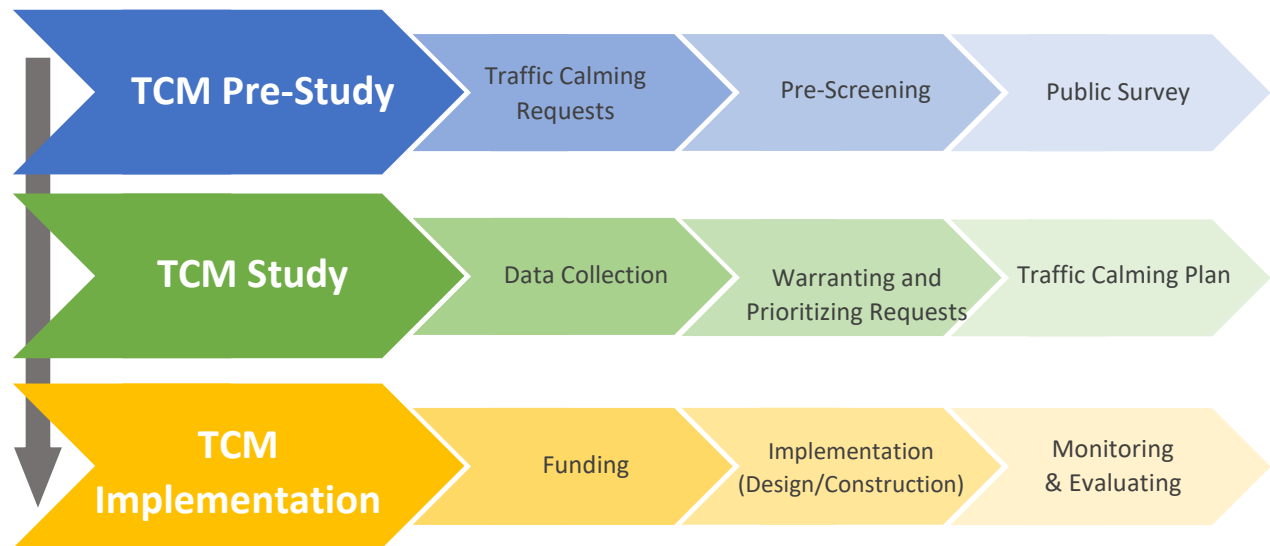 TCM Pre-Study
Traffic Calming
Requests
Pre-Screening
Public Survey
TCM Study
Data Collection
Warranting and
Prioritizing Requests
Traffic Calming Plan
TCM
Implementation
Funding
Implementation
(Design/Construction)
Monitoring
& Evaluating